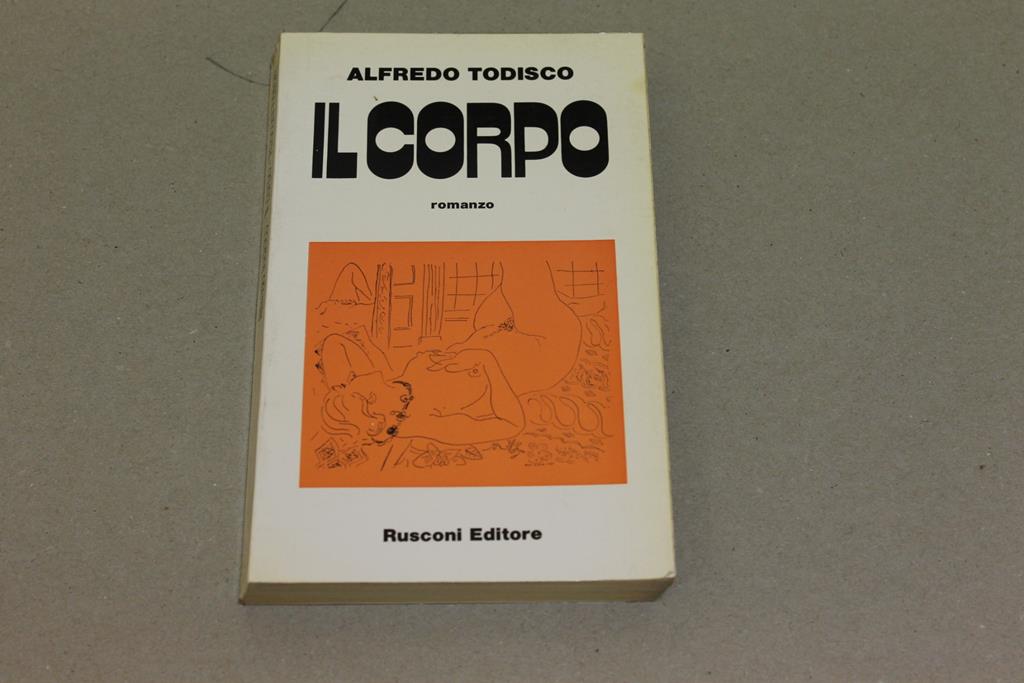 ALFREDO TODISCO
IL CORPO
romanzo
Rusconi Editore